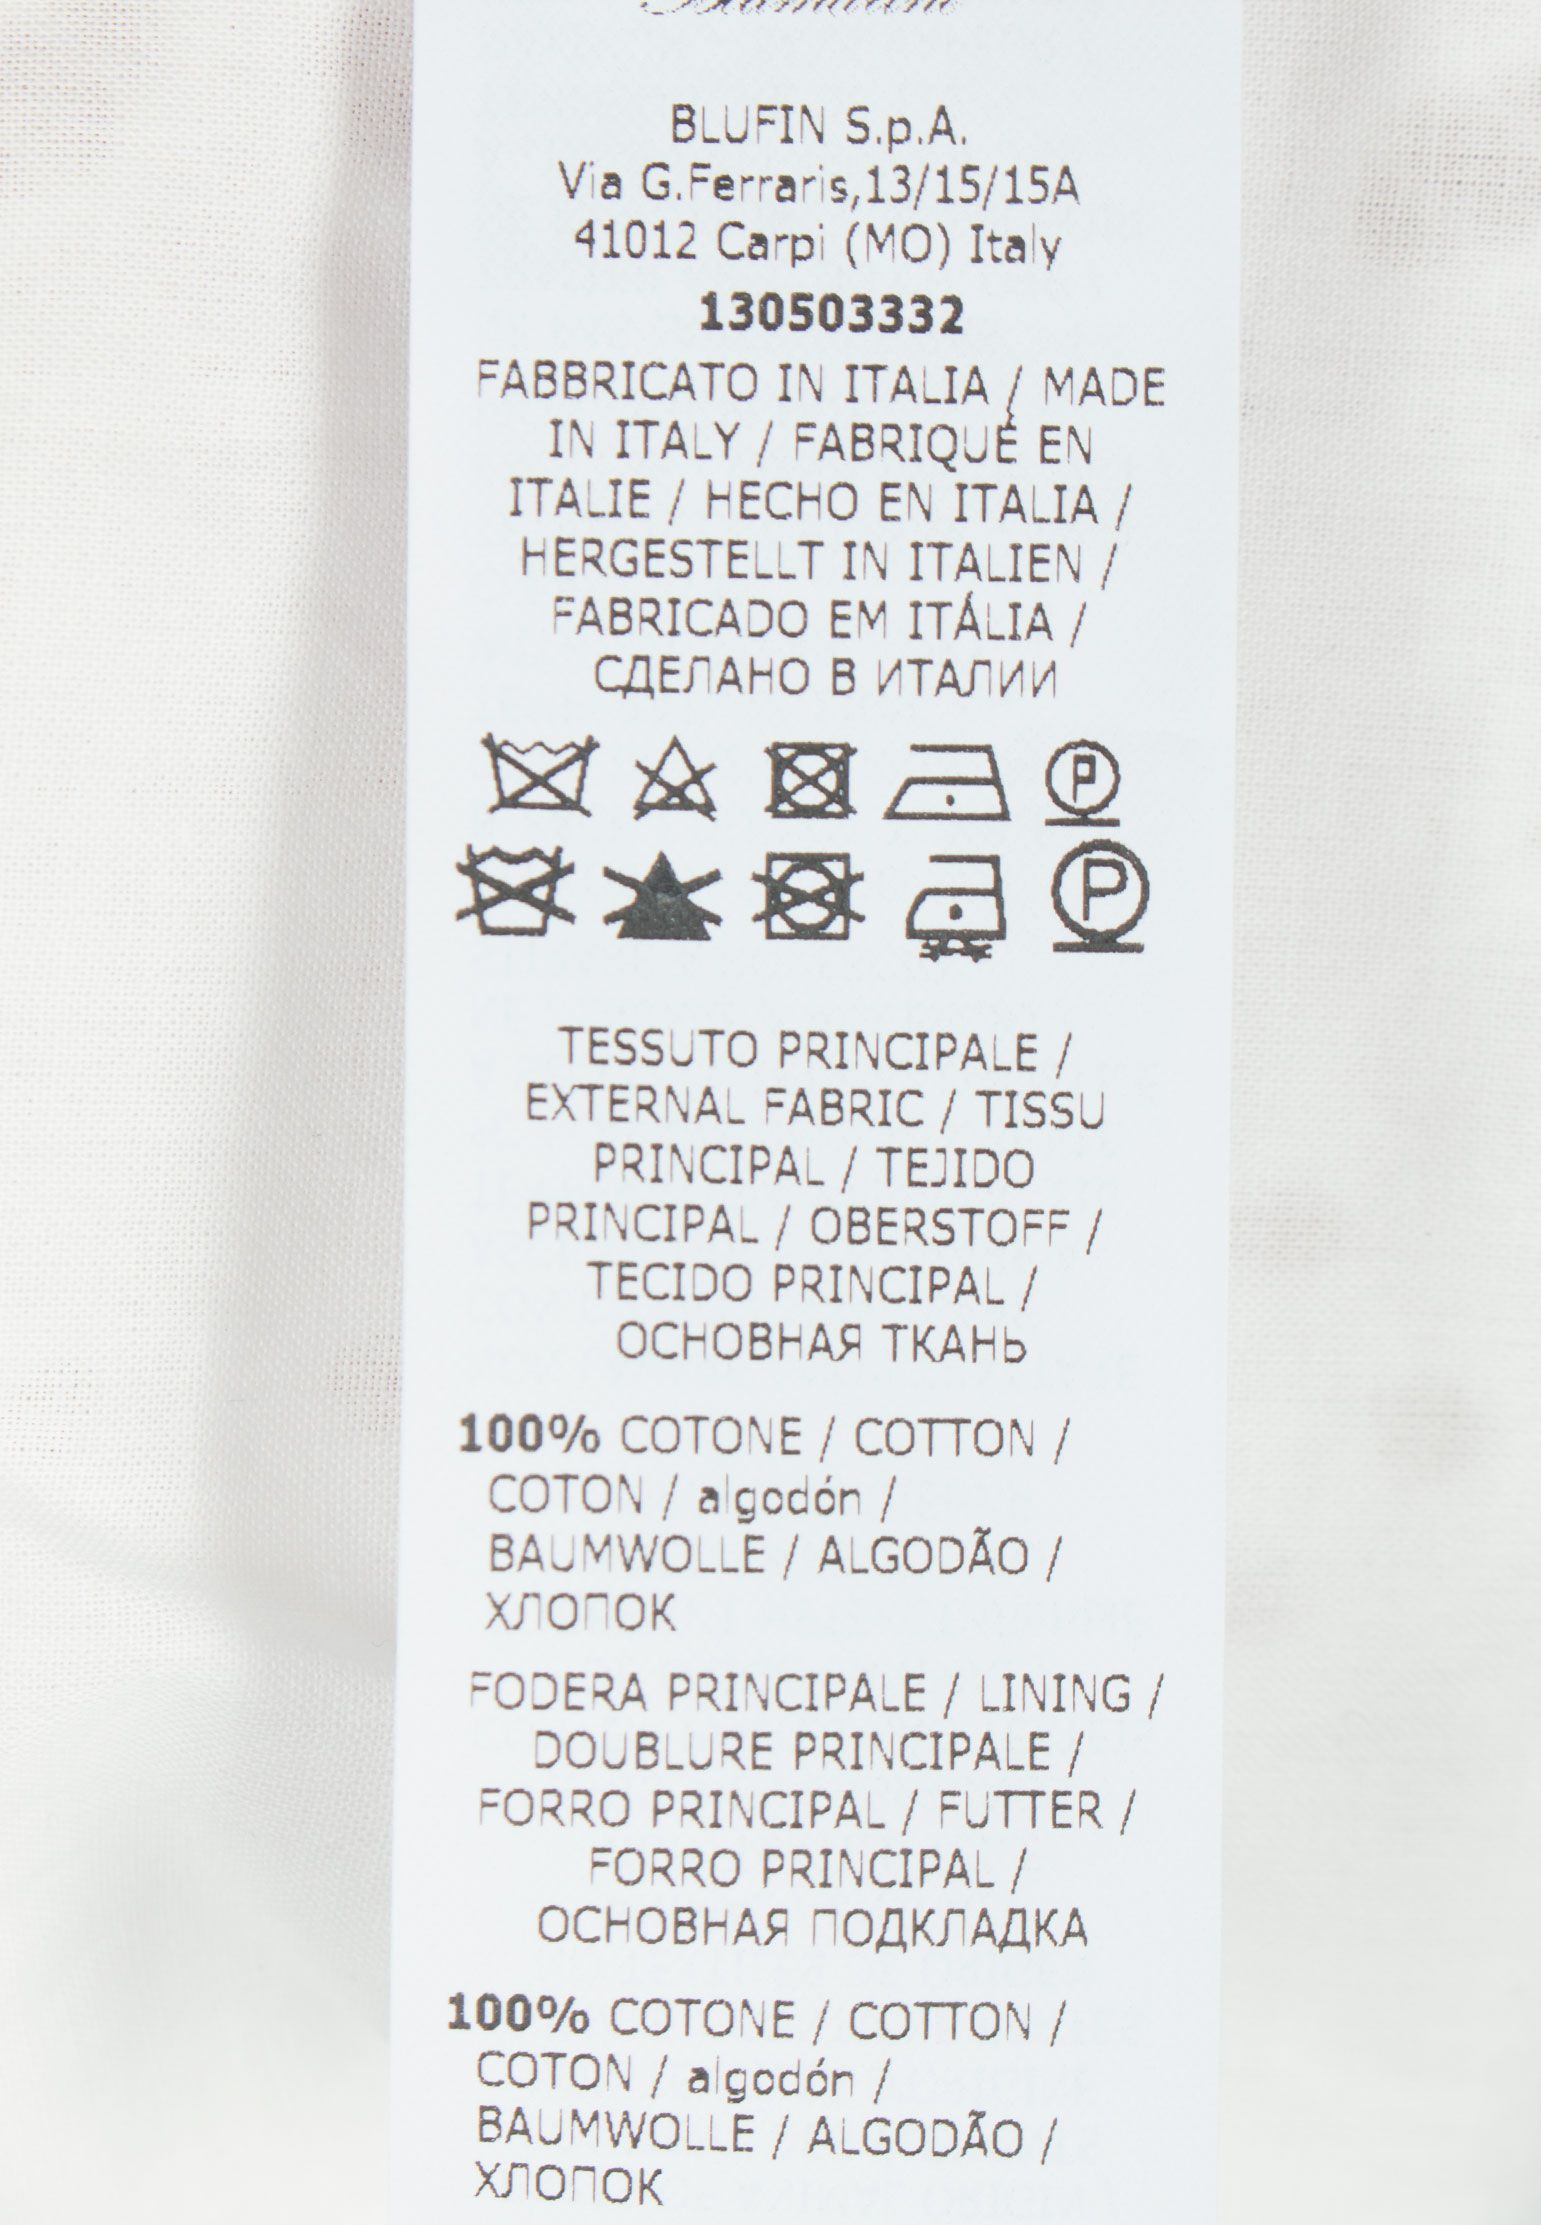 BLUFIN S.p.A.
Via G.Ferraris,13/15/15A
41012 Carpi (MO) Italy
130503332
FABBRICATO IN ITALIA / MADE
IN ITALY / FABRIQUÉ EN
ITALIE / HECHO EN ITALIA /
HERGESTELLT IN ITALIEN /
FABRICADO EM ITÁLIA /
СДЕЛАНО В ИТАЛИИ
P
P
TESSUTO PRINCIPALE /
EXTERNAL FABRIC / TISSU
PRINCIPAL / TEJIDO
PRINCIPAL / OBERSTOFF /
TECIDO PRINCIPAL /
ОСНОВНАЯ ТКАНЬ
100% COTONE / COTTON /
COTON / algodón /
BAUMWOLLE / ALGODÃO /
ХЛОПОК
FODERA PRINCIPALE / LINING /
DOUBLURE PRINCIPALE /
FORRO PRINCIPAL / FUTTER /
FORRO PRINCIPAL /
ОСНОВНАЯ ПОДКЛАДКА
100% COTONE / COTTON /
COTON / algodón /
BAUMWOLLE / ALGODÃO /
ХЛОПОК